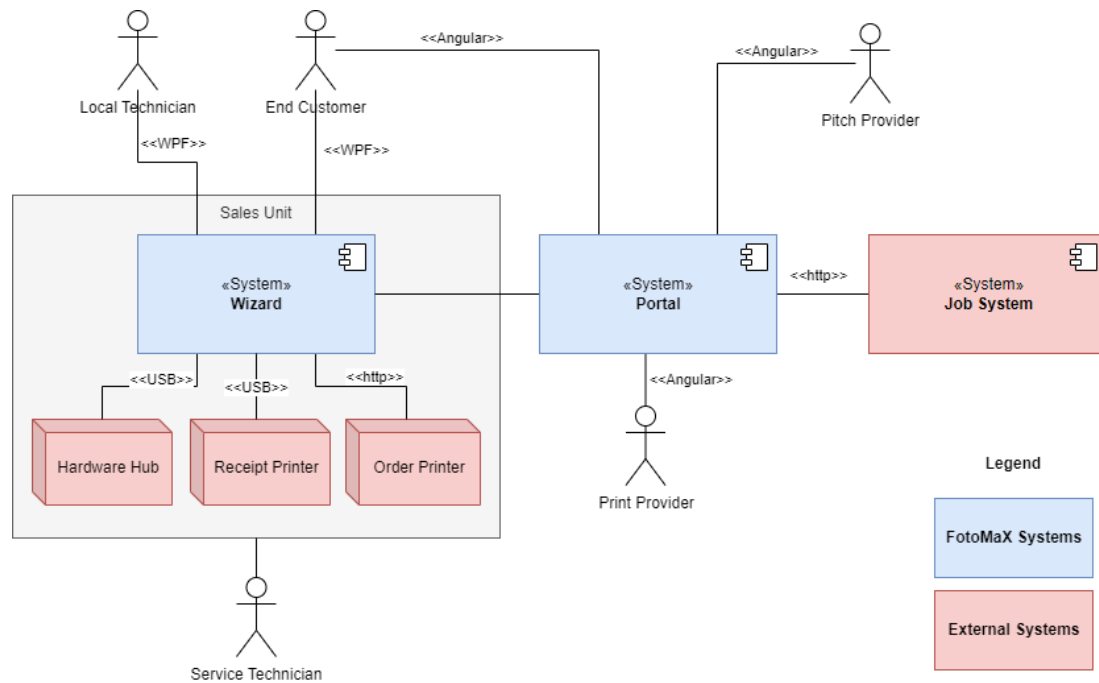 <<Angular>>
<<Angular>>
Local Technician
End Customer
Pitch Provider
<<WPF>>
<<WPF>>
Sales Unit
«System»
Wizard
«System»
Portal
<<http>>
«System»
Job System
<<USB>>
<<USB>>
<<http>>
<<Angular>>
Hardware Hub
Receipt Printer
Order Printer
Print Provider
Legend
FotoMaX Systems
External Systems
Service Technician